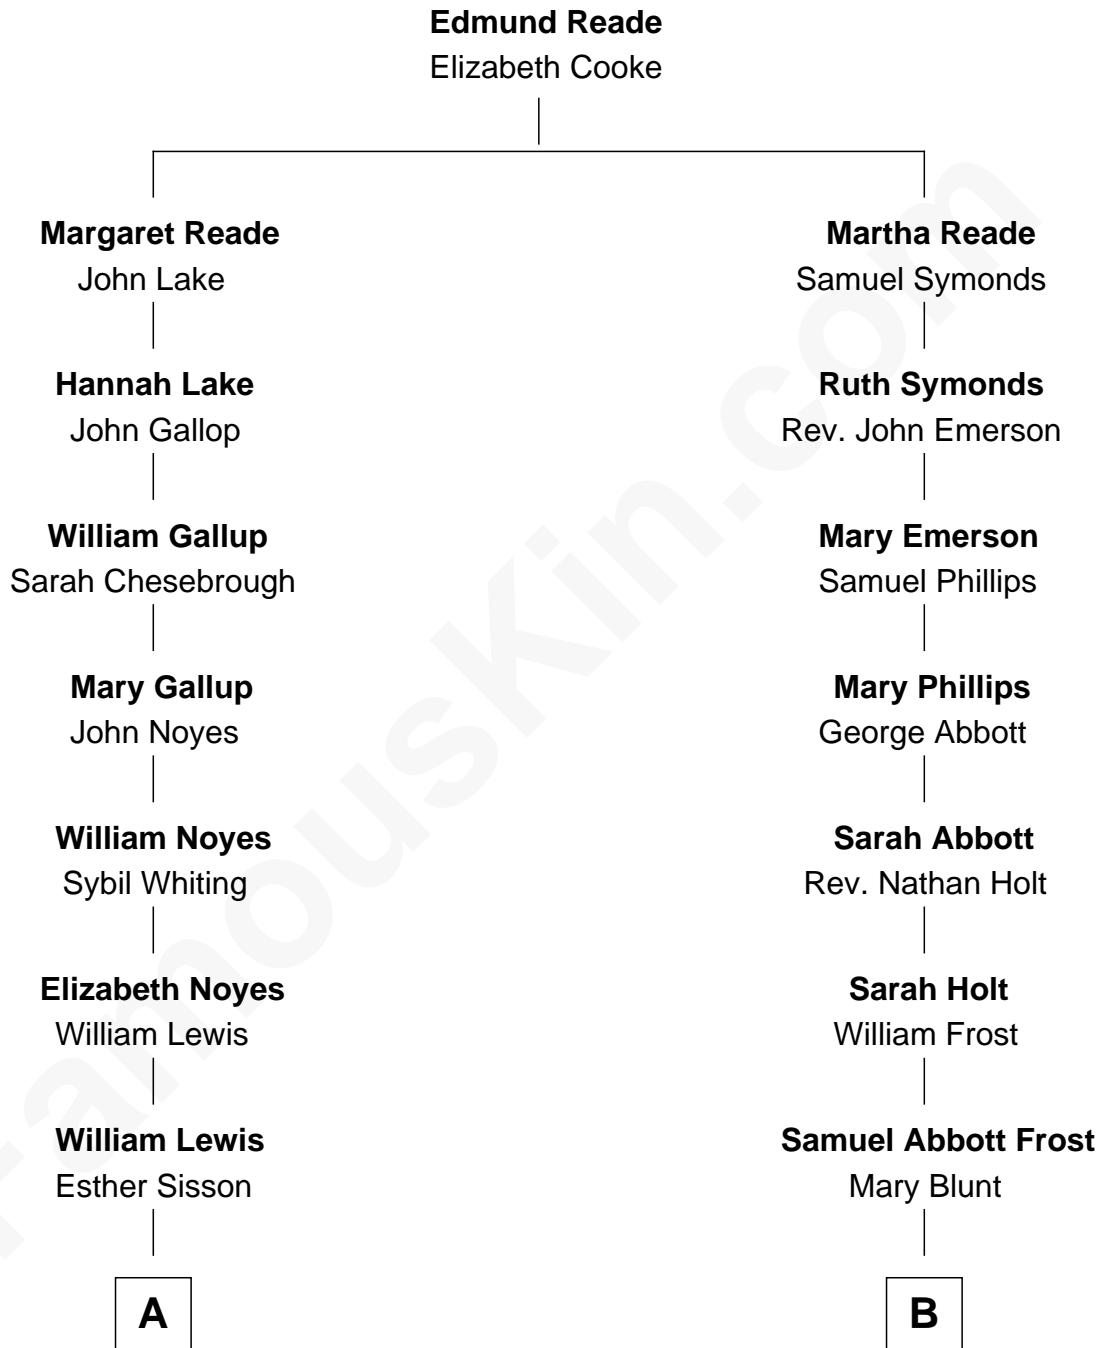 Edmund Reade
Elizabeth Cooke
Margaret Reade
John Lake
Martha Reade
Samuel Symonds
Hannah Lake
John Gallop
Ruth Symonds
Rev. John Emerson
William Gallup
Sarah Chesebrough
Mary Emerson
Samuel Phillips
Mary Gallup
John Noyes
Mary Phillips
George Abbott
William Noyes
Sybil Whiting
Sarah Abbott
Rev. Nathan Holt
Elizabeth Noyes
William Lewis
Sarah Holt
William Frost
William Lewis
Esther Sisson
Samuel Abbott Frost
Mary Blunt
A
B
FamousKin.com